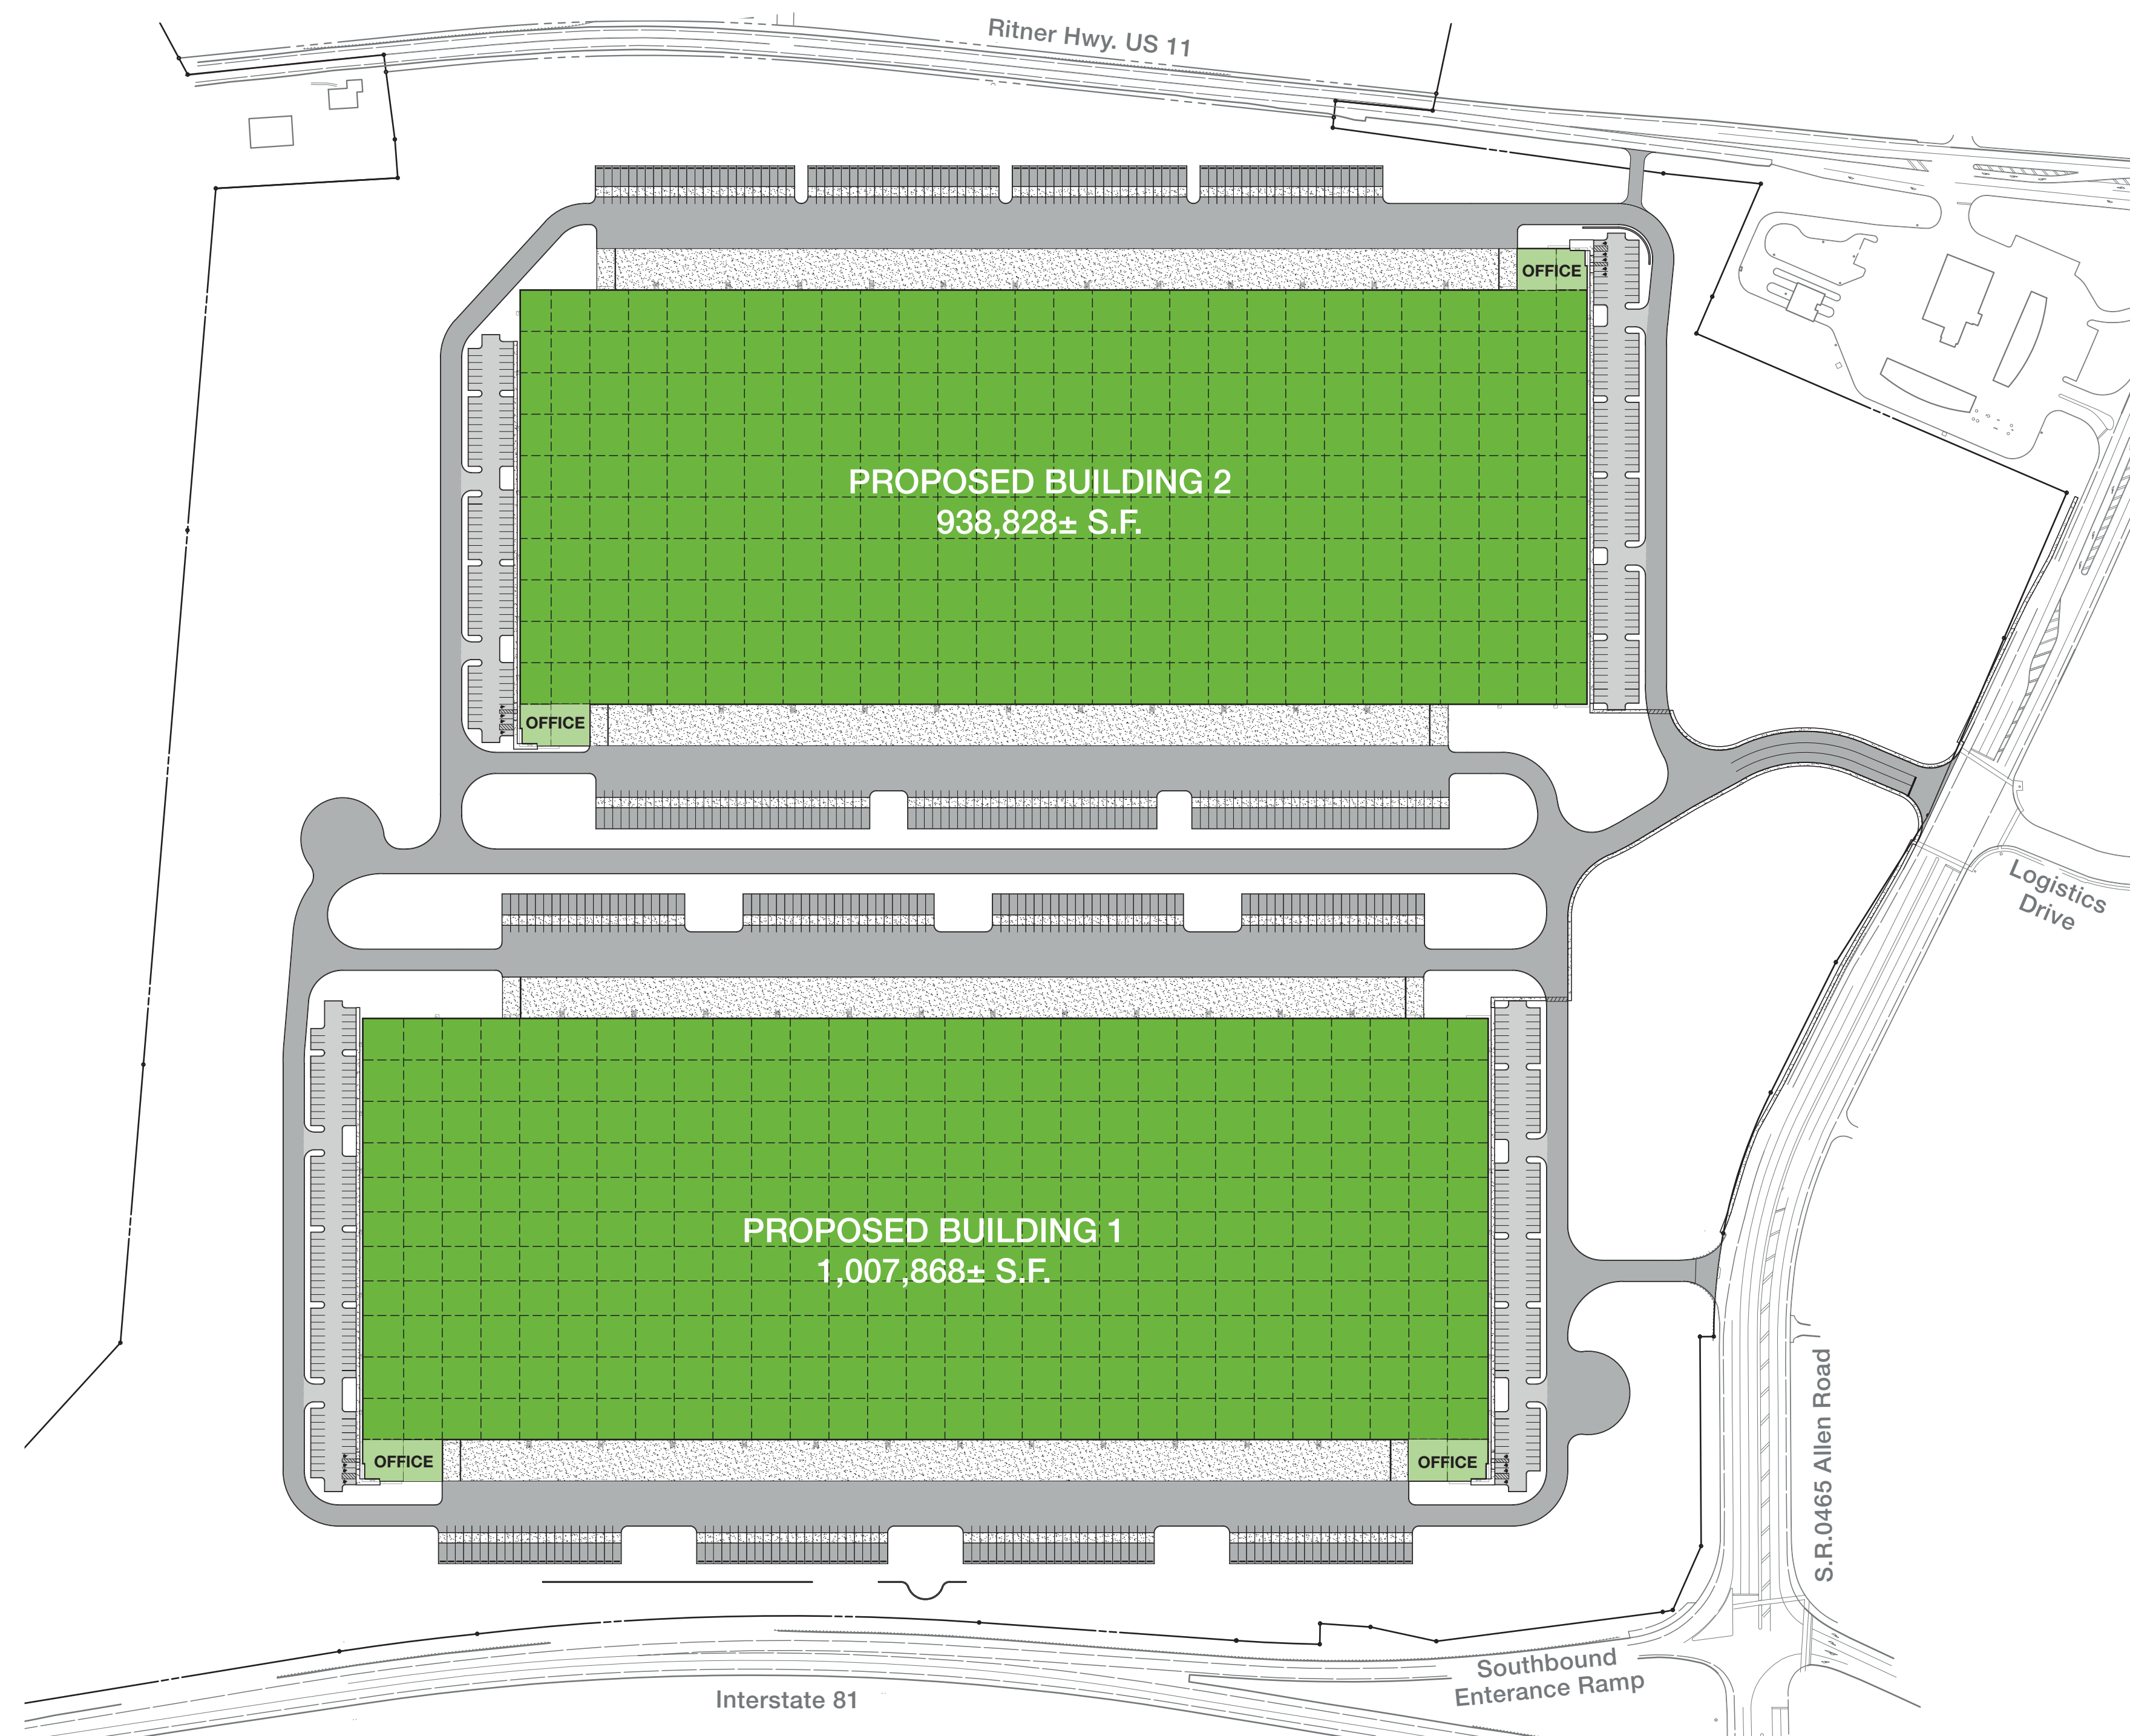 Ritner Hwy. US 11
OFFICE
PROPOSED BUILDING 2
938,828± S.F.
OFFICE
Logistics
Drive
PROPOSED BUILDING 1
1,007,868± S.F.
S.R.0465 Allen Road
OFFICE
OFFICE
Southbound
Enterance Ramp
Interstate 81